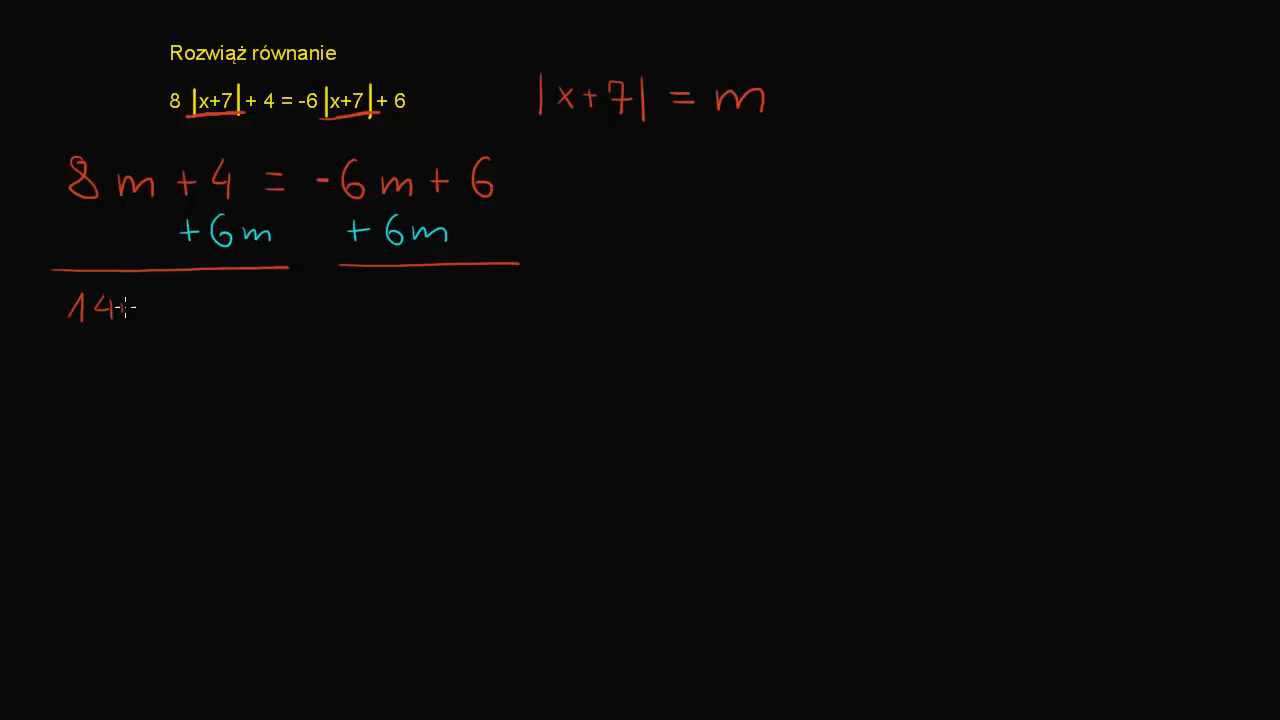 Rozwiąż równanie
8 |x+7| + 4 = -6 |x+7| + 6
|x+7| = m
8m+4 = -6m+6
+6m +6m
14